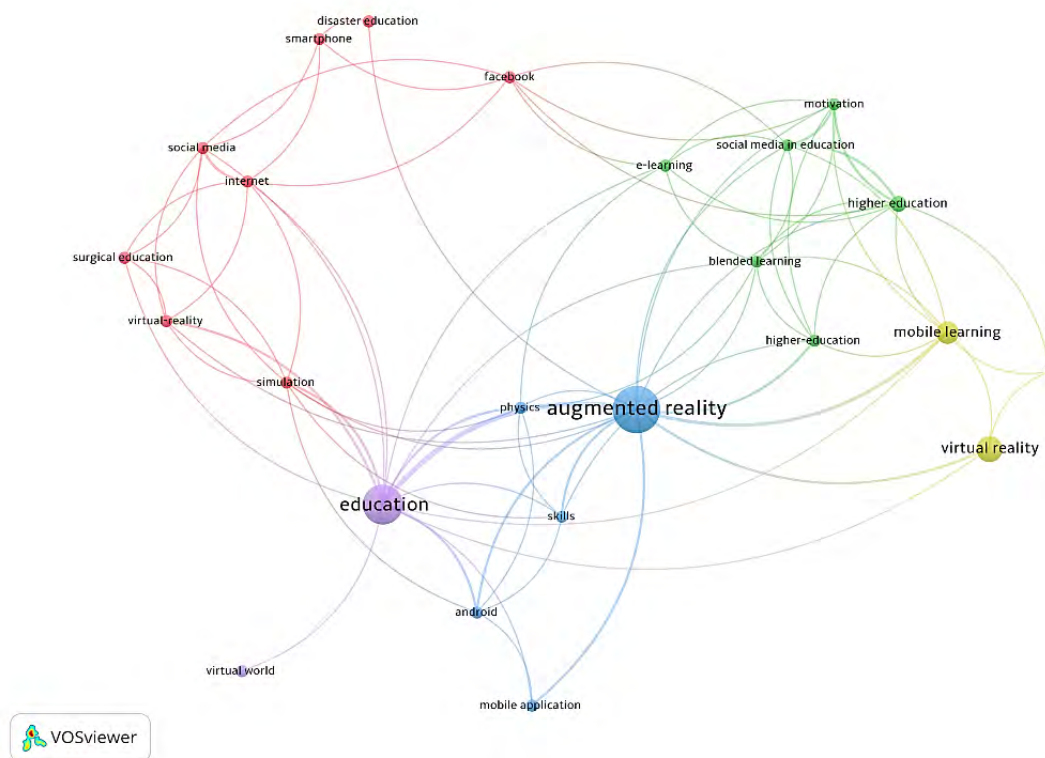 disaster education
smartphone
facebook
motivation
social media in education
social media
e-learning
internet
higher education
surgical education
blended learning
virtual-reality
mobile learning
higher-education
simulation
physics
augmented reality
virtual reality
education
skills
android
virtual world
mobile application
VOSviewer